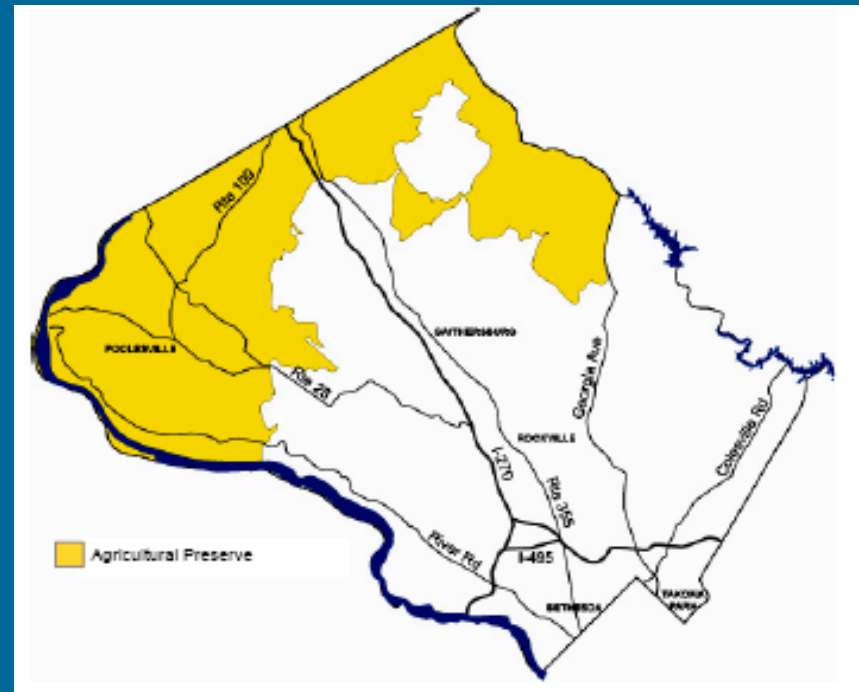 Rte 109
POOLESVILLE
GAITHERSBURG
Georgia Ave
Rte 28
ROCKVILLE
Colesville Rd
I-270
Rte 355
Agricultural Preserve
River Rd
I-495
BETHESDA
TAKOMA
PARK